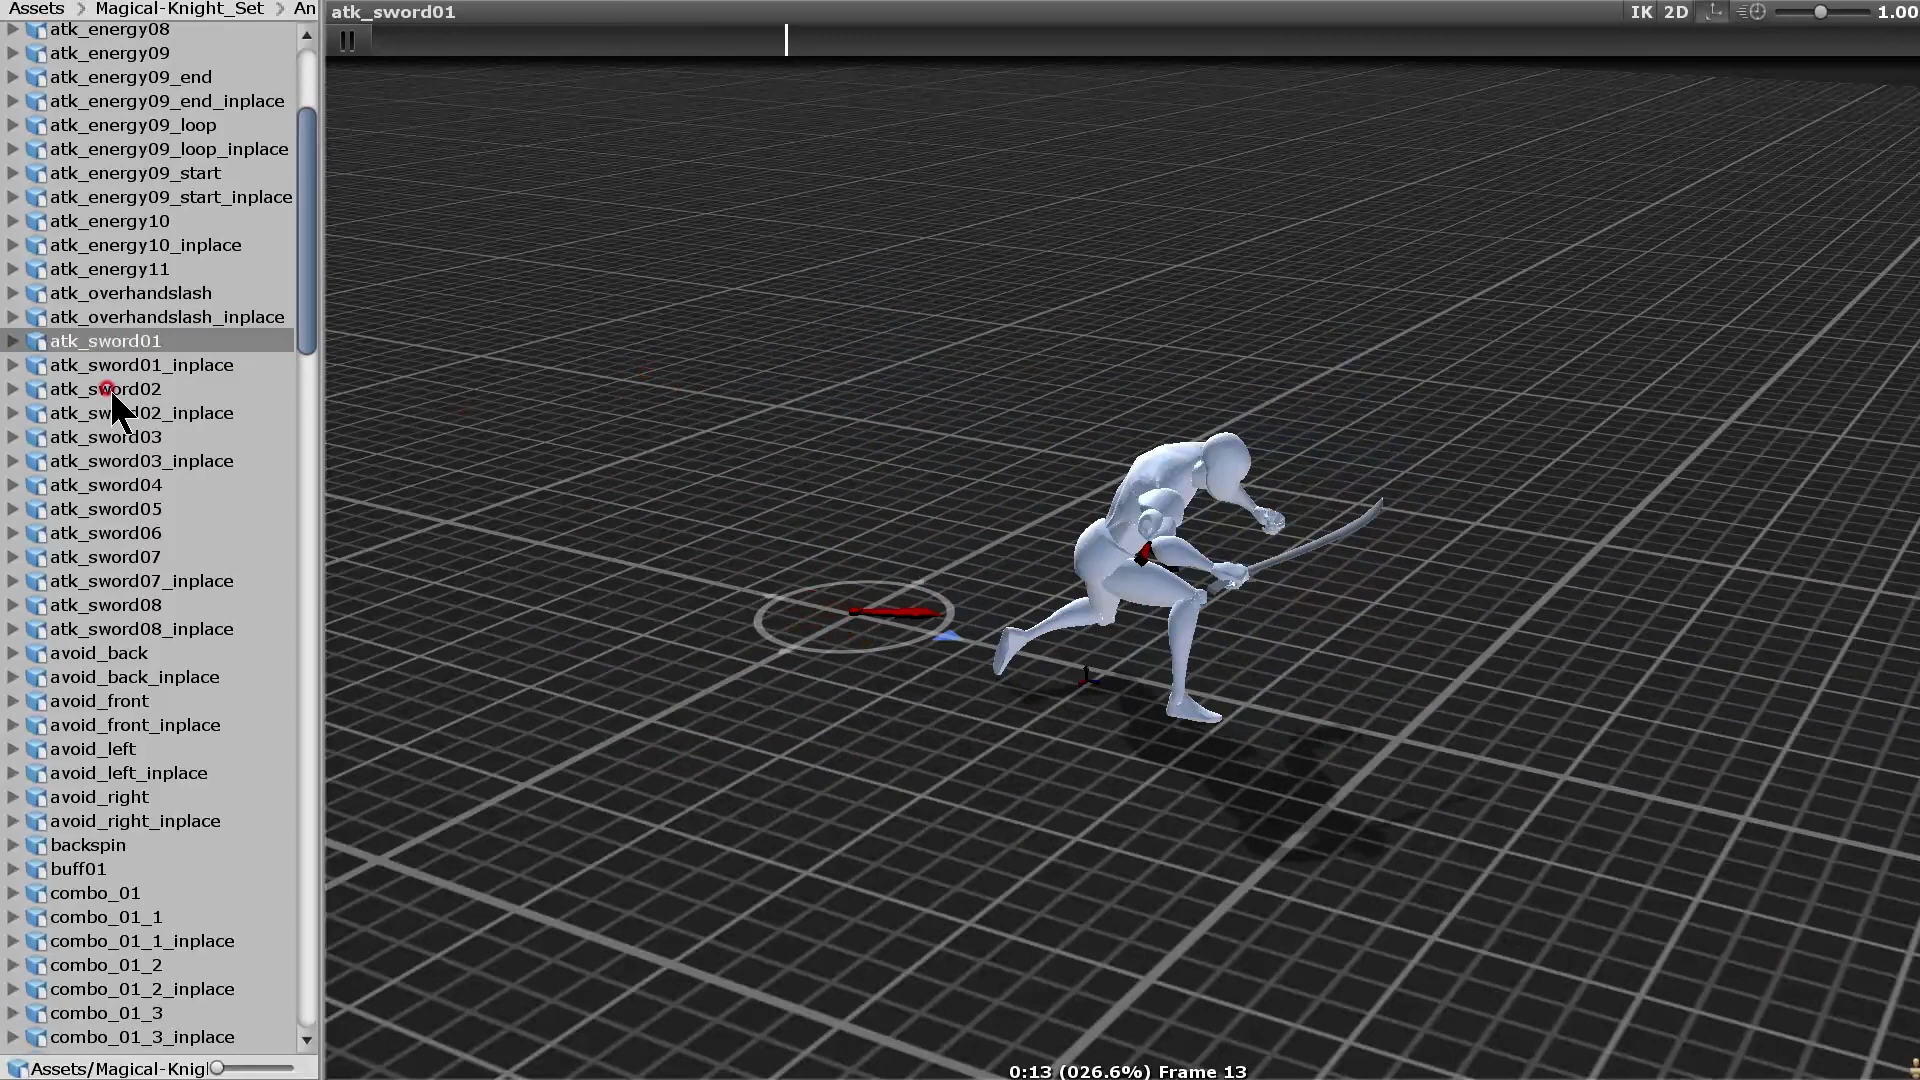 Assets > Magical-Knight_Set > An
atk_energy08
atk_energy09
atk_energy09_end
atk_energy09_end_inplace
atk_energy09_loop
atk_energy09_loop_inplace
atk_energy09_start
atk_energy09_start_inplace
atk_energy10
atk_energy10_inplace
atk_energy11
atk_overhandslash
atk_overhandslash_inplace
atk_sword01
atk_sword01_inplace
atk_sword02
atk_sword02_inplace
atk_sword03
atk_sword03_inplace
atk_sword04
atk_sword05
atk_sword06
atk_sword07
atk_sword07_inplace
atk_sword08
atk_sword08_inplace
avoid_back
avoid_back_inplace
avoid_front
avoid_front_inplace
avoid_left
avoid_left_inplace
avoid_right
avoid_right_inplace
backspin
buff01
combo_01
combo_01_1
combo_01_1_inplace
combo_01_2
combo_01_2_inplace
combo_01_3
combo_01_3_inplace
Assets/Magical-Knig
atk_sword01
IK 2D 1.00
0:13 (026.6%) Frame 13